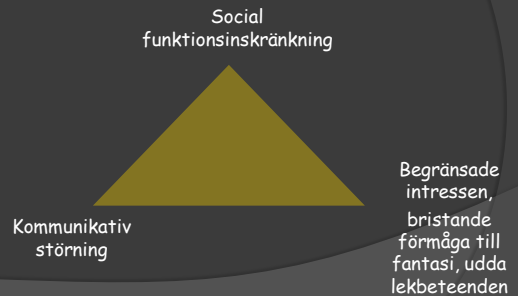 Social
funktionsinskränkning
Kommunikativ
störning
Begränsade
intressen,
bristande
förmåga till
fantasi, udda
lekbeteenden